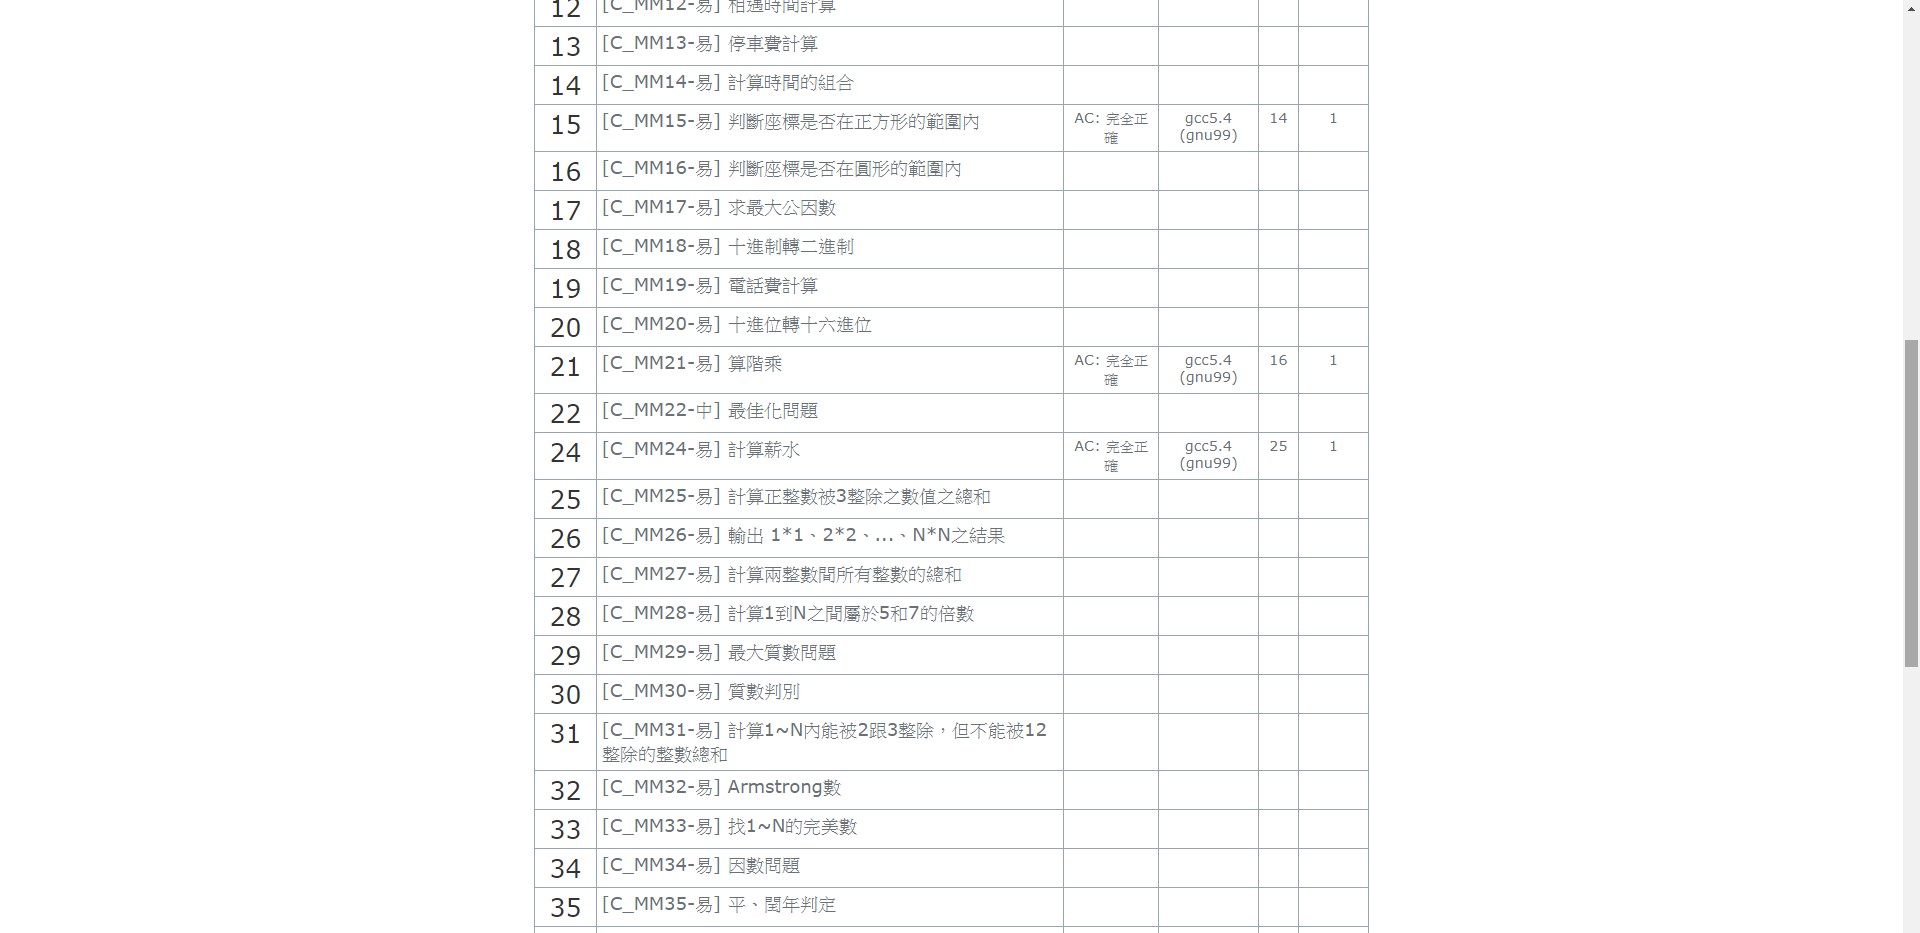 12 [C_MM12-易] 相遇時間計算
13 [C_MM13-易] 停車費計算
14 [C_MM14-易] 計算時間的組合
15 [C_MM15-易] 判斷座標是否在正方形的範圍內 AC: 完全正確 gcc5.4 (gnu99) 14 1
16 [C_MM16-易] 判斷座標是否在圓形的範圍內
17 [C_MM17-易] 求最大公因數
18 [C_MM18-易] 十進制轉二進制
19 [C_MM19-易] 電話費計算
20 [C_MM20-易] 十進位轉十六進位
21 [C_MM21-易] 算階乘 AC: 完全正確 gcc5.4 (gnu99) 16 1
22 [C_MM22-中] 最佳化問題
24 [C_MM24-易] 計算薪水 AC: 完全正確 gcc5.4 (gnu99) 25 1
25 [C_MM25-易] 計算正整數被3整除之數值之總和
26 [C_MM26-易] 輸出 1*1、2*2、...、N*N之結果
27 [C_MM27-易] 計算兩整數間所有整數的總和
28 [C_MM28-易] 計算1到N之間屬於5和7的倍數
29 [C_MM29-易] 最大質數問題
30 [C_MM30-易] 質數判別
31 [C_MM31-易] 計算1~N內能被2跟3整除，但不能被12
整除的整數總和
32 [C_MM32-易] Armstrong數
33 [C_MM33-易] 找1~N的完美數
34 [C_MM34-易] 因數問題
35 [C_MM35-易] 平、閏年判定